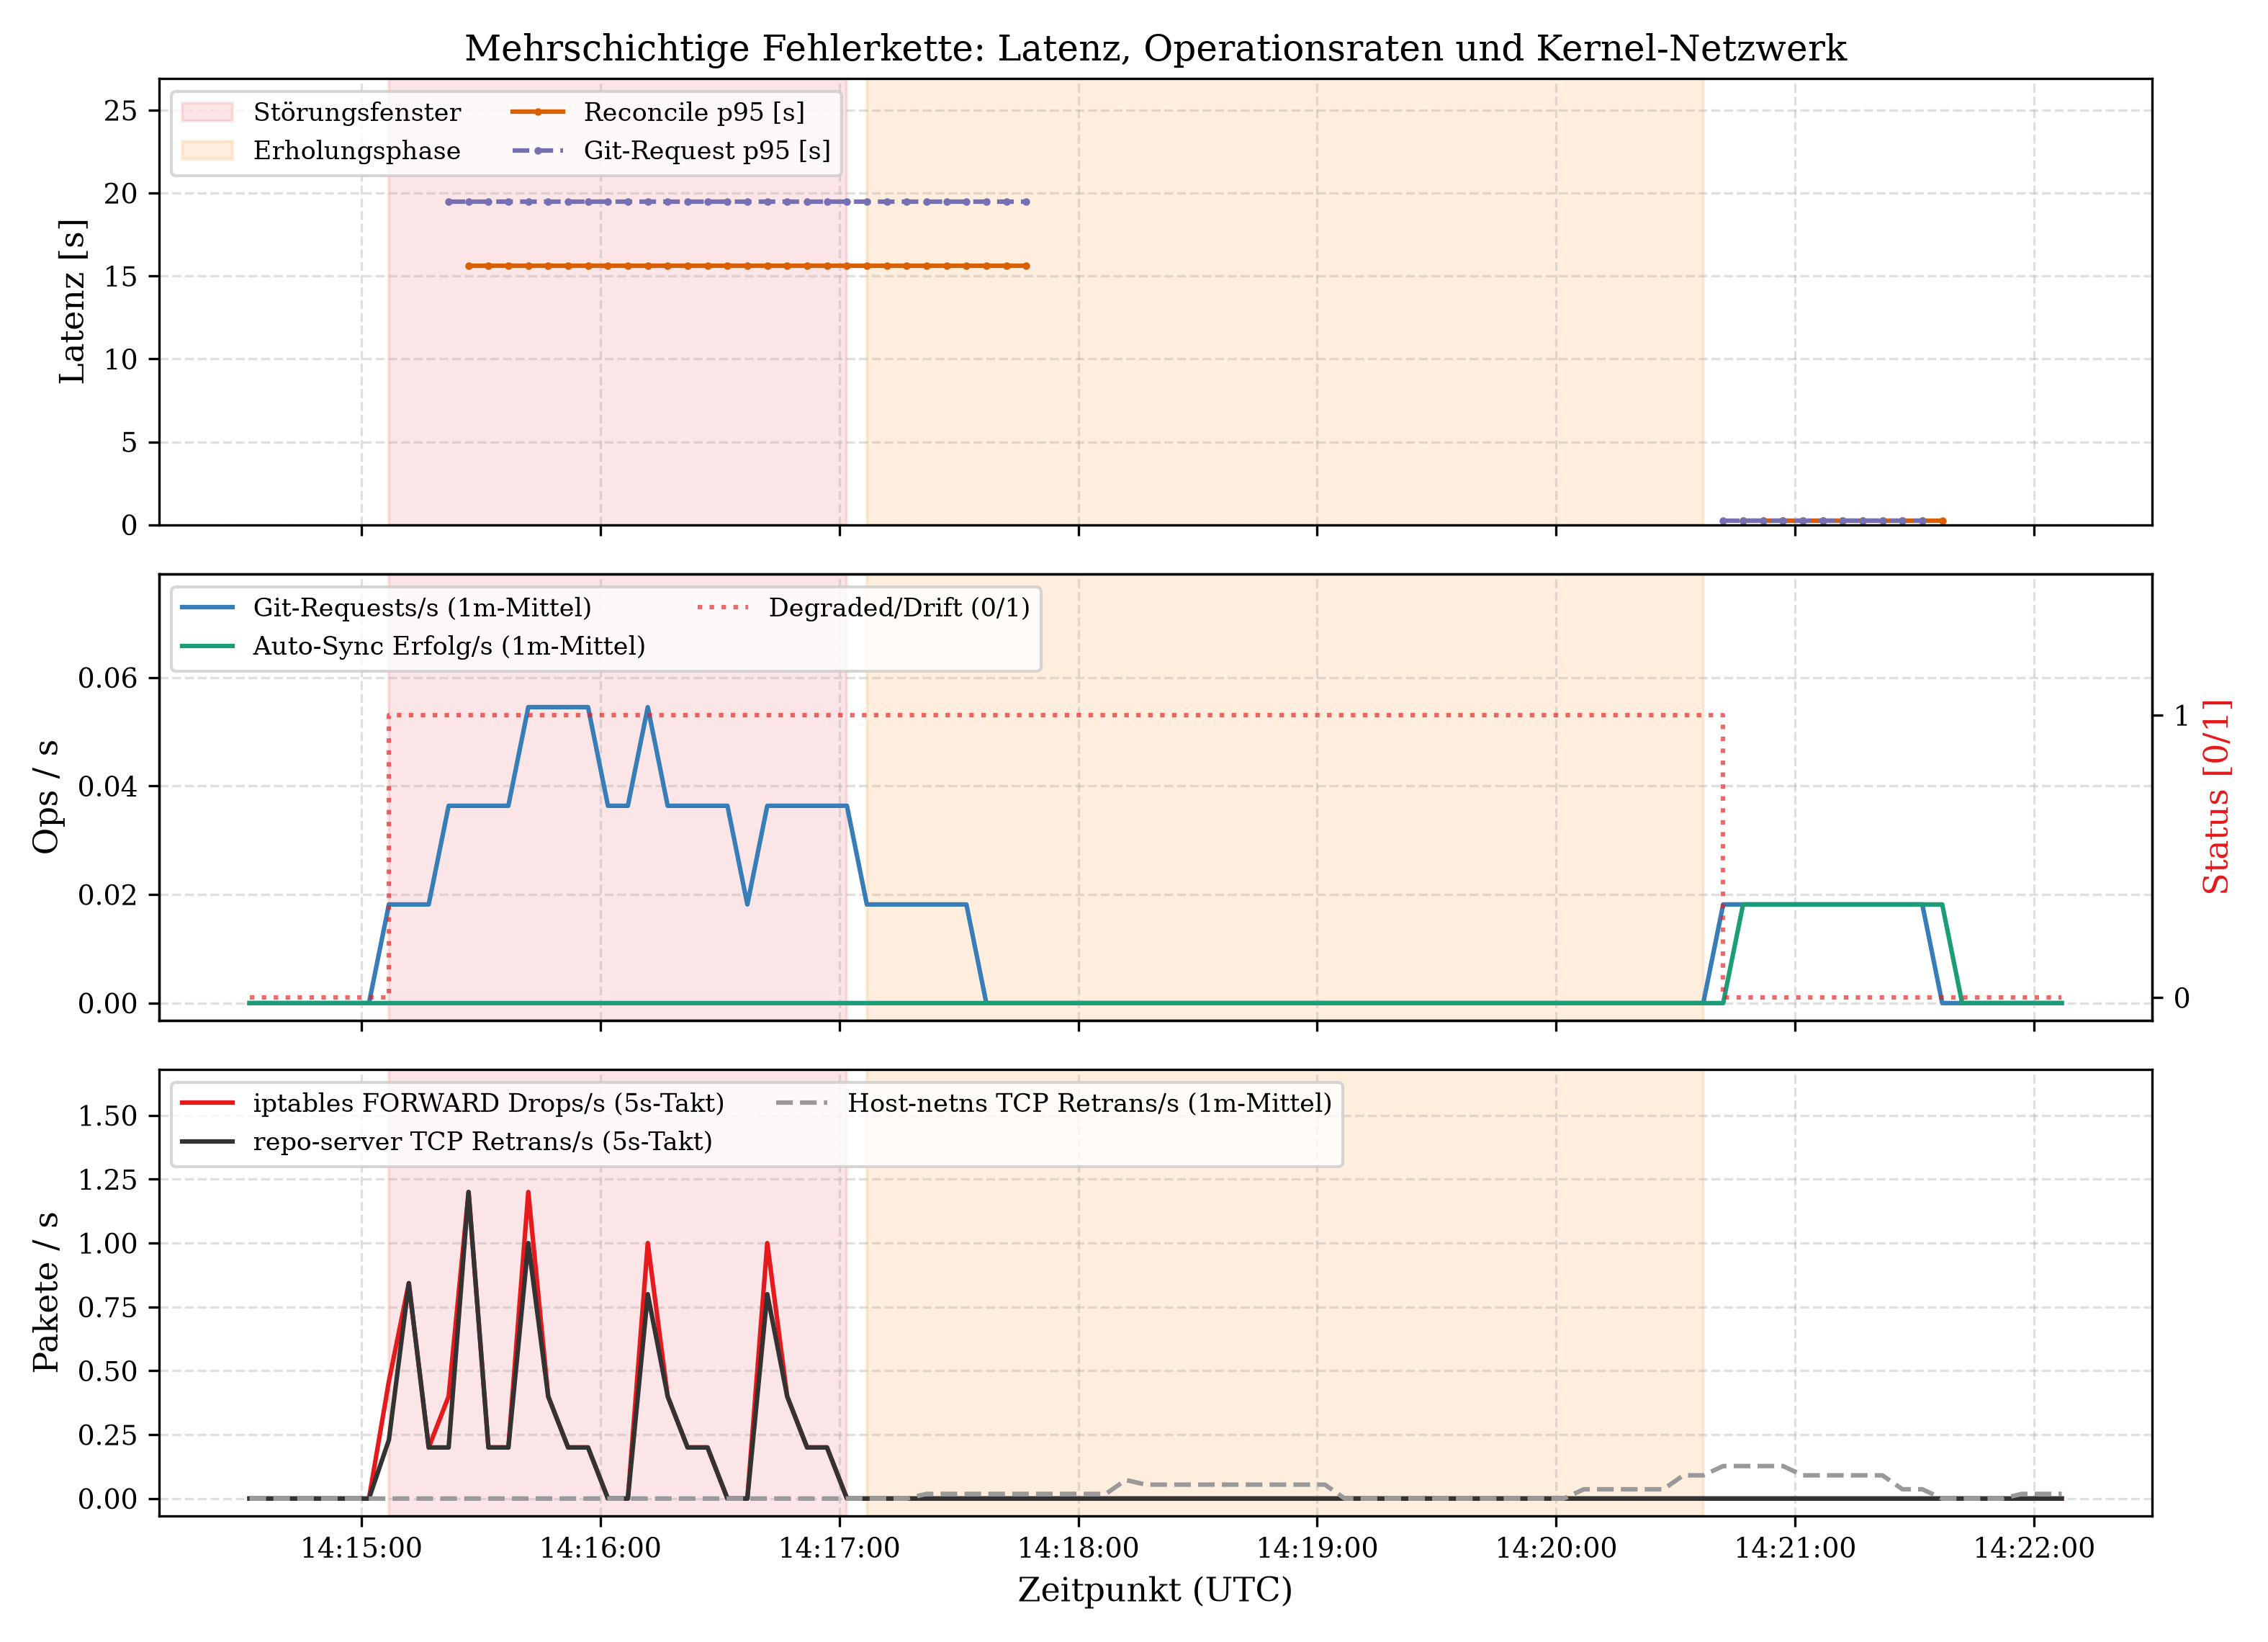 Mehrschichtige Fehlerkette: Latenz, Operationsraten und Kernel-Netzwerk
Latenz [s]
25
20
15
10
5
0
Störungsfenster
Erholungsphase
Reconcile p95 [s]
Git-Request p95 [s]
Ops / s
0.06
0.04
0.02
0.00
Git-Requests/s (1m-Mittel)
Auto-Sync Erfolg/s (1m-Mittel)
Degraded/Drift (0/1)
1
0
Status [0/1]
Pakete / s
1.50
1.25
1.00
0.75
0.50
0.25
0.00
iptables FORWARD Drops/s (5s-Takt)
repo-server TCP Retrans/s (5s-Takt)
Host-netns TCP Retrans/s (1m-Mittel)
14:15:00 14:16:00 14:17:00 14:18:00 14:19:00 14:20:00 14:21:00 14:22:00
Zeitpunkt (UTC)